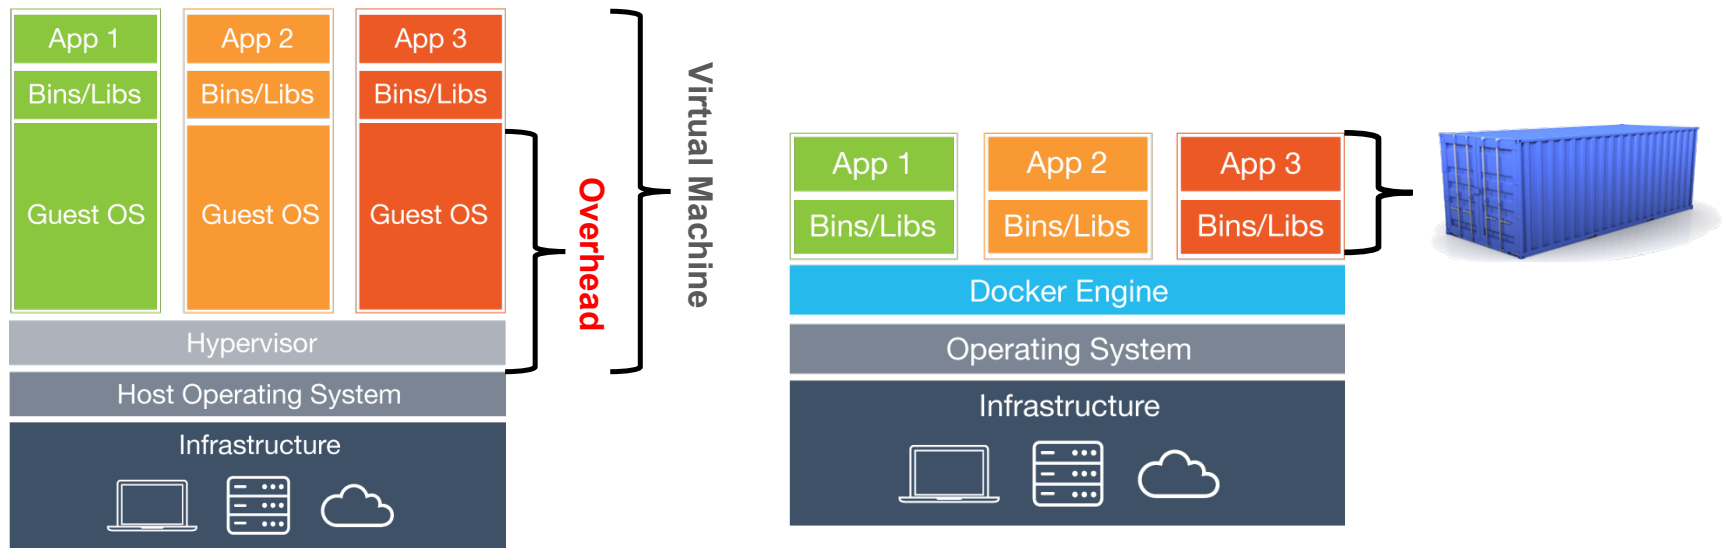 App 1
App 2
App 3
Bins/Libs
Bins/Libs
Bins/Libs
Guest OS
Guest OS
Guest OS
Hypervisor
Host Operating System
Infrastructure
Overhead
Virtual Machine
App 1
App 2
App 3
Bins/Libs
Bins/Libs
Bins/Libs
Docker Engine
Operating System
Infrastructure